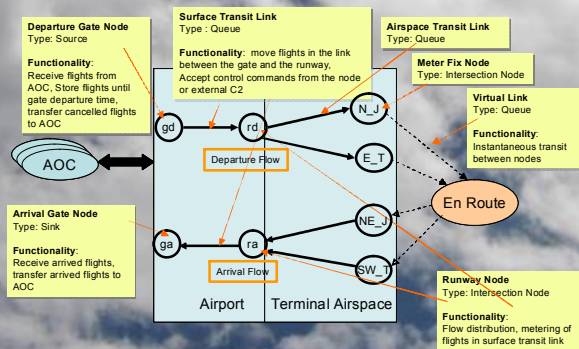 Departure Gate Node
Type: Source
Functionality:
Receive flights from
AOC, Store flights until
gate departure time,
transfer cancelled flights
to AOC
Surface Transit Link
Type : Queue
Functionality: move flights in the link
between the gate and the runway,
Accept control commands from the node
or external C2
Airspace Transit Link
Type: Queue
Meter Fix Node
Type: Intersection Node
Virtual Link
Type: Queue
Functionality:
Instantaneous transit
between nodes
gd
rd
N_J
Departure Flow
E_T
AOC
En Route
Arrival Gate Node
Type: Sink
Functionality:
Receive arrived flights,
transfer arrived flights to
AOC
ga
ra
NE_J
Arrival Flow
SW_T
Airport
Terminal Airspace
Runway Node
Type: Intersection Node
Functionality:
Flow distribution, metering of
flights in surface transit link